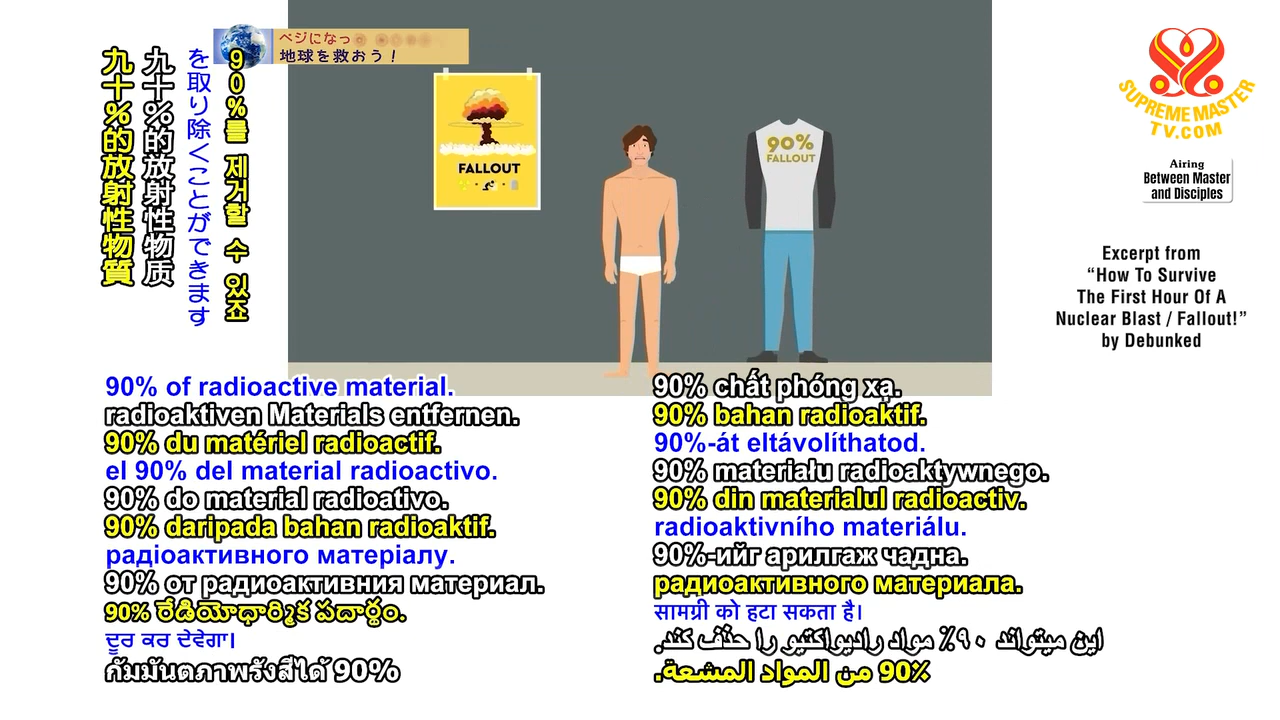 九十%的放射性物質
九十%的放射性物质
を取り除くことができます
90%를 제거할 수 있죠
ベジになっ
地球を救おう!
FALLOUT
90%
FALLOUT
SUPREME MASTER
TV.COM
Airing
Between Master
and Disciples
Excerpt from
“How To Survive
The First Hour Of A
Nuclear Blast / Fallout!”
by Debunked
90% of radioactive material.
radioaktiven Materials entfernen.
90% du matériel radioactif.
el 90% del material radioactivo.
90% do material radioativo.
90% daripada bahan radioaktif.
радіоактивного матеріалу.
90% от радиоактивния материал.
90% రేడియోధార్మిక పదార్థం.
ਦੂਰ ਕਰ ਦੇਵੇਗਾ।
กัมมันตภาพรังสีได้ 90%
90% chất phóng xạ.
90% bahan radioaktif.
90%-át eltávolíthatod.
90% materiału radioaktywnego.
90% din materialul radioactiv.
radioaktivního materiálu.
90%-ийг арилгаж чадна.
радиоактивного материала.
सामग्री को हटा सकता है।
این میتواند ۹۰٪ مواد رادیواکتیو را حذف کند.
90٪ من المواد المشعة.